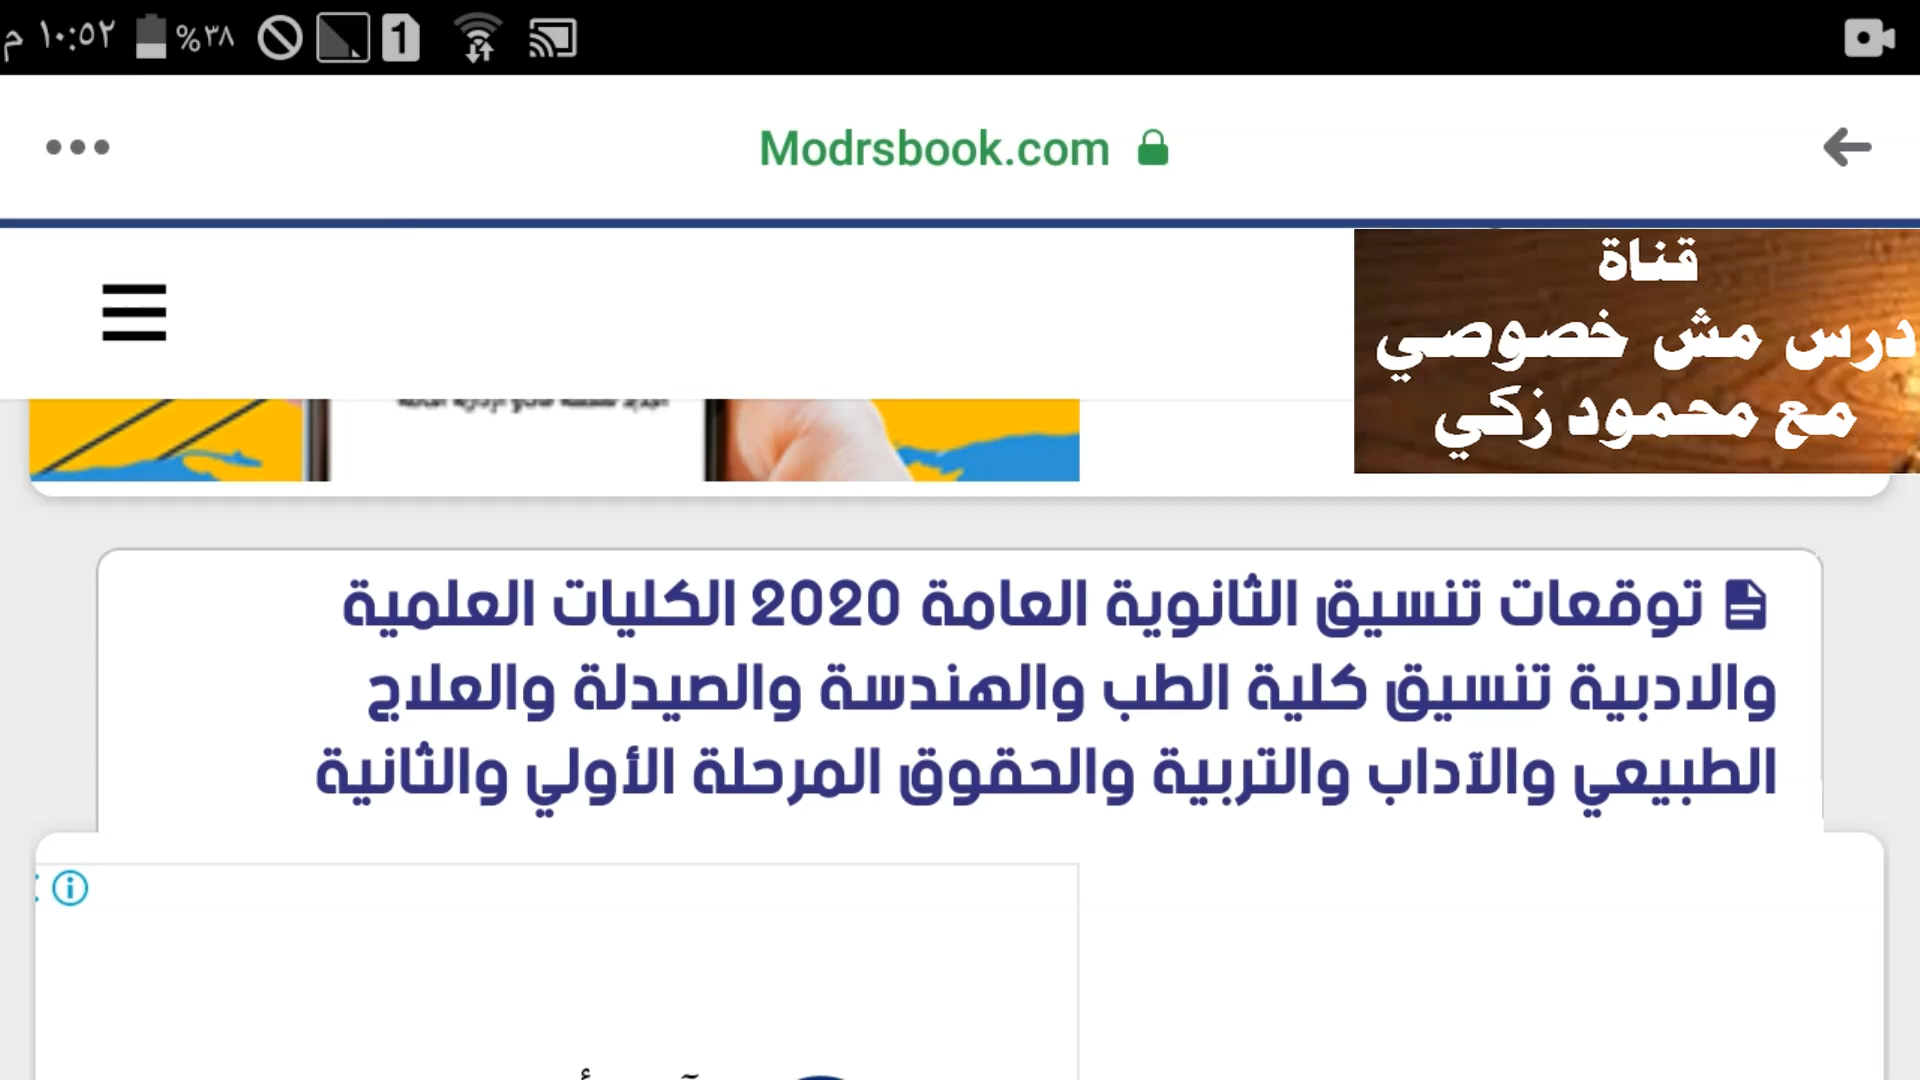 ١٠:٥٢ م
%٣٨
1
Modrsbook.com
قناة
درس مش خصوصي
مع محمود زكي
توقعات تنسيق الثانوية العامة 2020 الكليات العلمية
والادبية تنسيق كلية الطب والهندسة والصيدلة والعلاج
الطبيعي والآداب والتربية والحقوق المرحلة الأولي والثانية